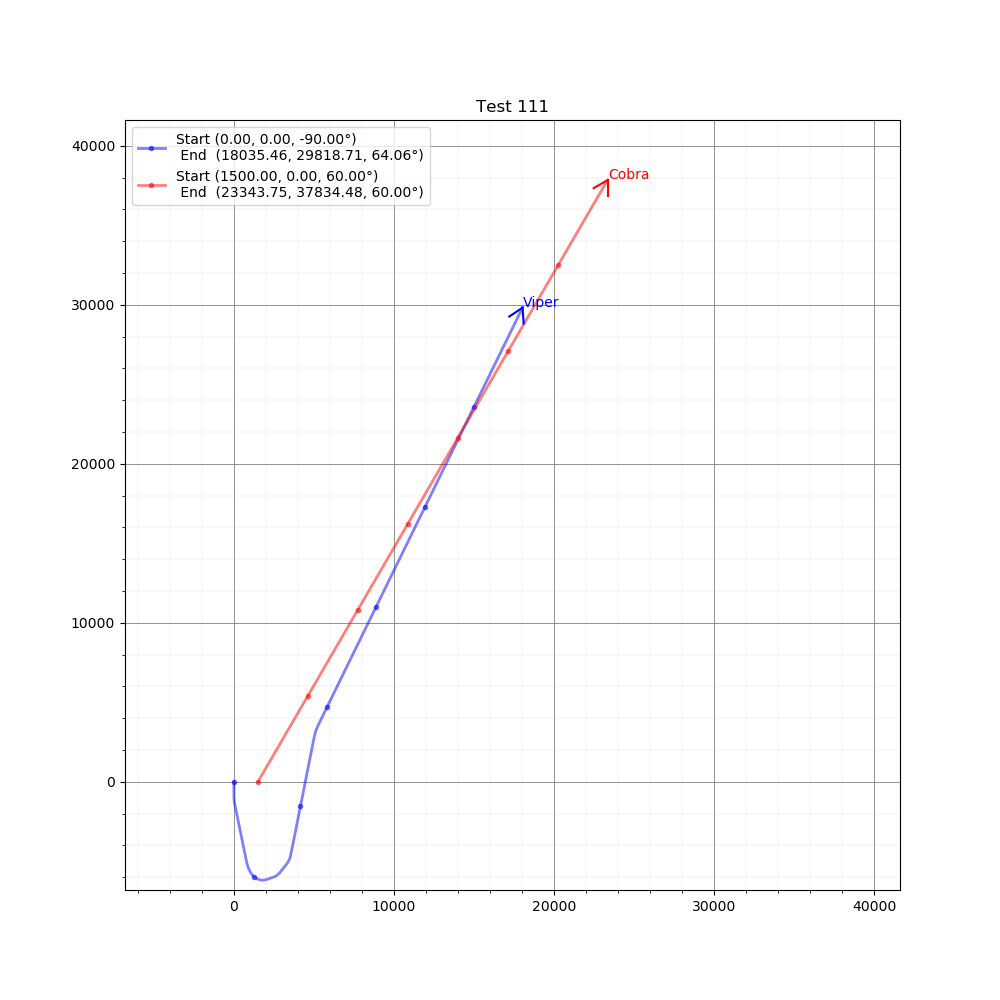 Test 111
Start (0.00, 0.00, -90.00°)
End (18035.46, 29818.71, 64.06°)
Start (1500.00, 0.00, 60.00°)
End (23343.75, 37834.48, 60.00°)
Cobra
Viper
40000
30000
20000
10000
0
0 10000 20000 30000 40000